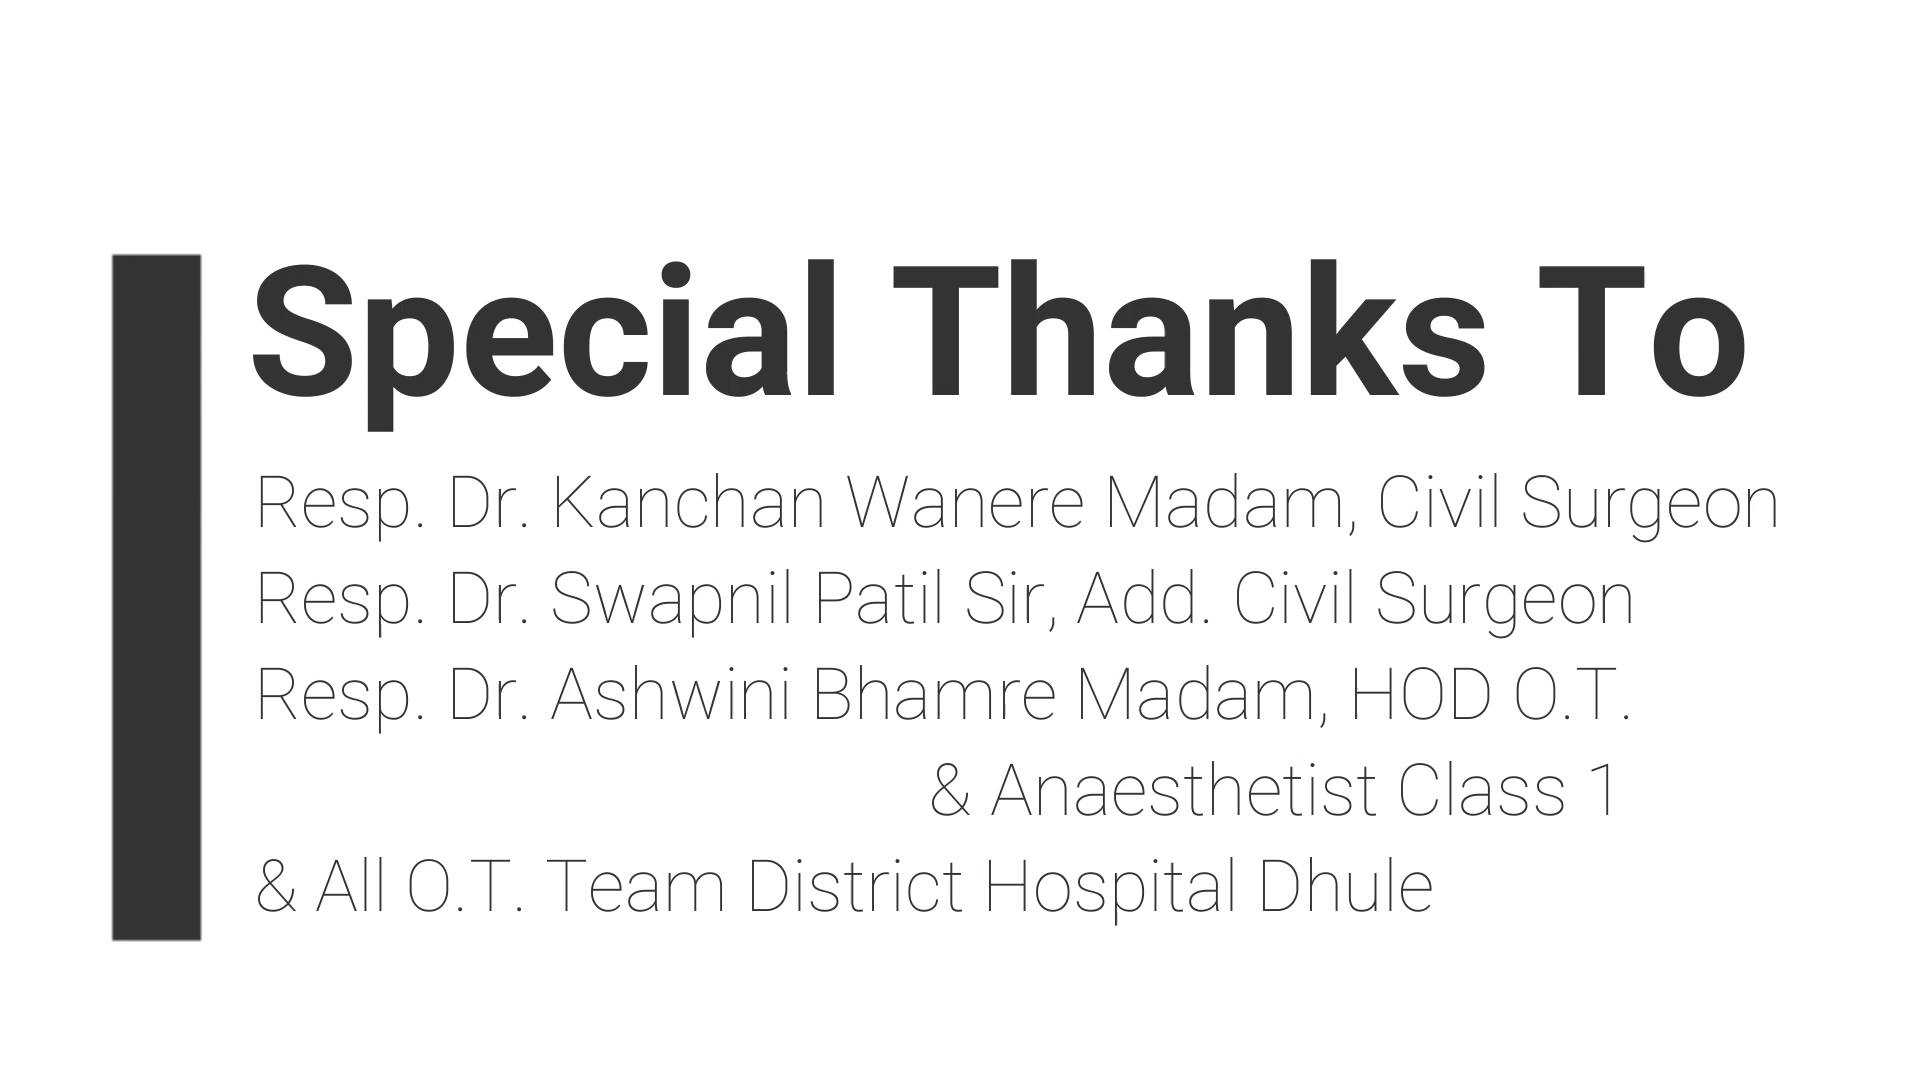 Special Thanks To
Resp. Dr. Kanchan Wanere Madam, Civil Surgeon
Resp. Dr. Swapnil Patil Sir, Add. Civil Surgeon
Resp. Dr. Ashwini Bhamre Madam, HOD O.T.
& Anaesthetist Class 1
& All O.T. Team District Hospital Dhule